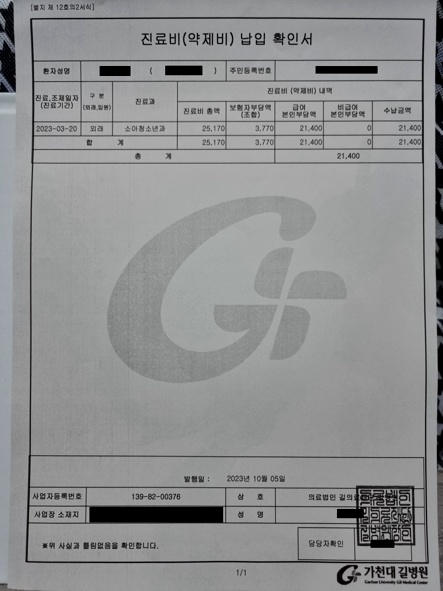 [별지 제 12호의2서식]
진료비(약제비) 납입 확인서
환자성명 ( ) 주민등록번호
진료.조제일자 (진료기간) 구 분 (외래,입원) 진료과 진료비 (약제비) 내역
진료비 총액 보험자부담액 (조합) 급여 본인부담액 비급여 본인부담액 수납금액
2023-03-20 외래 소아청소년과 25,170 3,770 21,400 0 21,400
합 계 25,170 3,770 21,400 0 21,400
총 계 21,400
발행일 : 2023년 10월 05일
사업자등록번호 139-82-00376 상 호 의료법인 길의료
사업장 소재지 성 명
※위 사실과 틀림없음을 확인합니다. 담당자확인
1/1
가천대 길병원
Gachon University Gil Medical Center